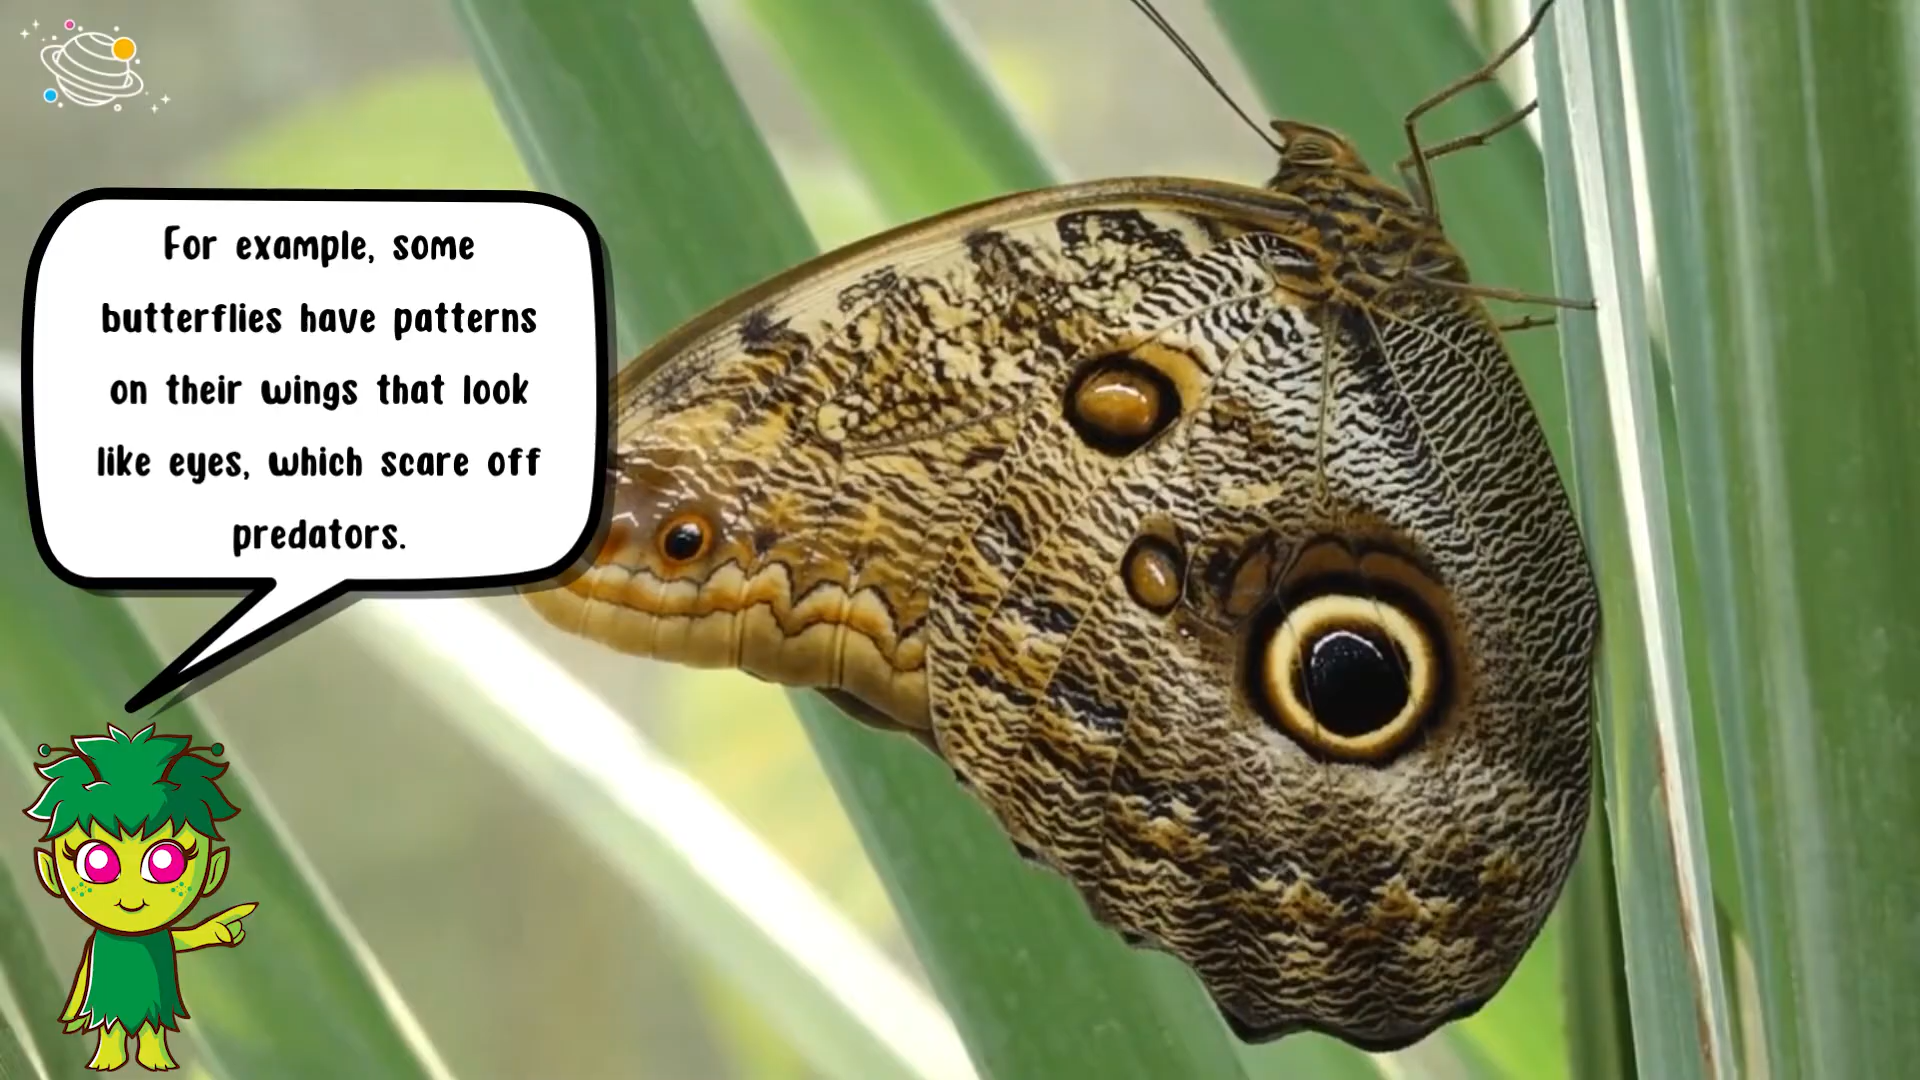 For example, some
butterflies have patterns
on their wings that look
like eyes, which scare off
predators.